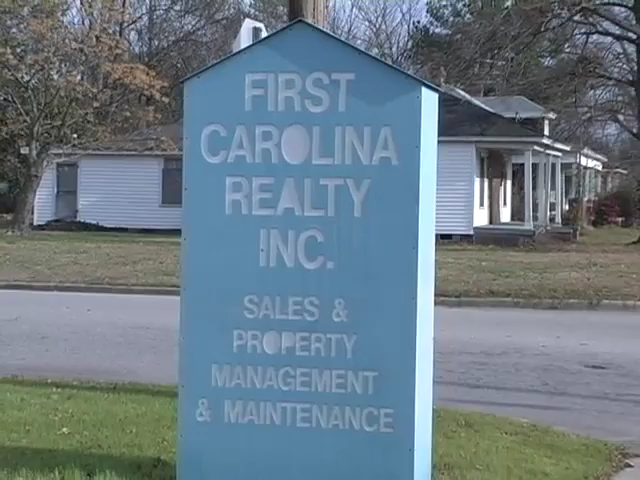 FIRST
CAROLINA
REALTY
INC.
SALES &
PROPERTY
MANAGEMENT
& MAINTENANCE